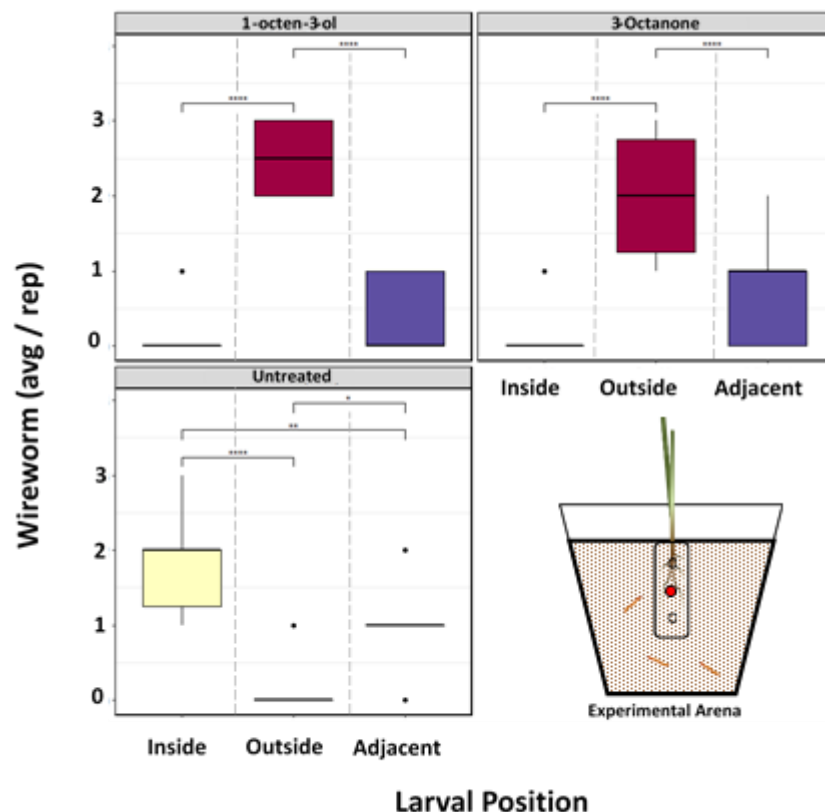 1-octen-3-ol
3-Octanone
****
****
****
****
3
2
1
0
Wireworm (avg / rep)
Inside
Outside
Adjacent
Untreated
*
**
****
3
2
1
0
Inside
Outside
Adjacent
Experimental Arena
Larval Position